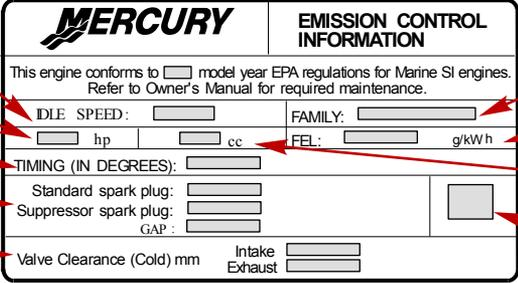 MERCURY
EMISSION CONTROL
INFORMATION
This engine conforms to model year EPA regulations for Marine SI engines.
Refer to Owner's Manual for required maintenance.
IDLE SPEED:
FAMILY:
hp cc
FEL: g/kWh
TIMING (IN DEGREES):
Standard spark plug:
Suppressor spark plug:
GAP :
Valve Clearance (Cold) mm
Intake
Exhaust